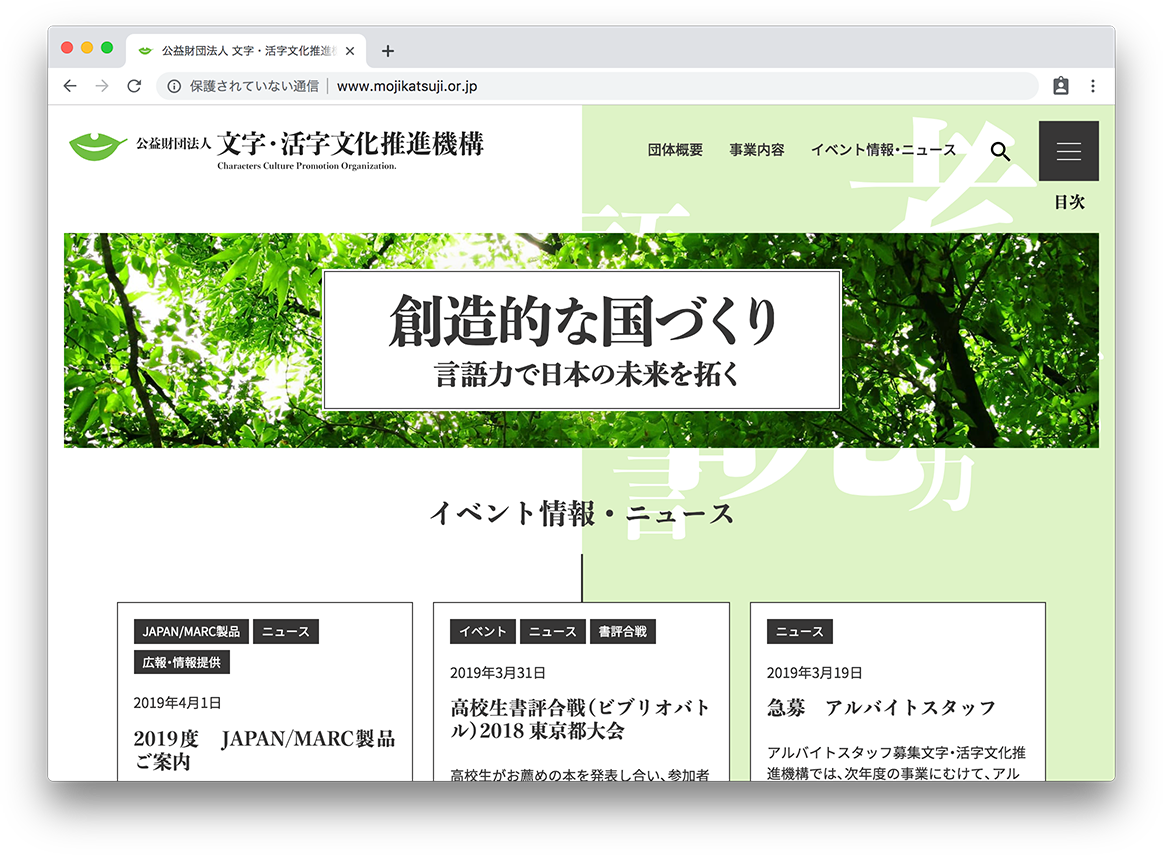 公益財団法人 文字・活字文化推進機
保護されていない通信 | www.mojikatsuji.or.jp
公益財団法人 文字・活字文化推進機構
Characters Culture Promotion Organization.
団体概要 事業内容 イベント情報・ニュース
目次
考
創造的な国づくり
言語力で日本の未来を拓く
書 力
イベント情報・ニュース
JAPAN/MARC製品 ニュース
広報・情報提供
2019年4月1日
2019度　JAPAN/MARC製品
ご案内
イベント ニュース 書評合戦
2019年3月31日
高校生書評合戦（ビブリオバト
ル）2018 東京都大会
高校生がお薦めの本を発表し合い、参加者
ニュース
2019年3月19日
急募　アルバイトスタッフ
アルバイトスタッフ募集文字・活字文化推
進機構では、次年度の事業にむけて、アル